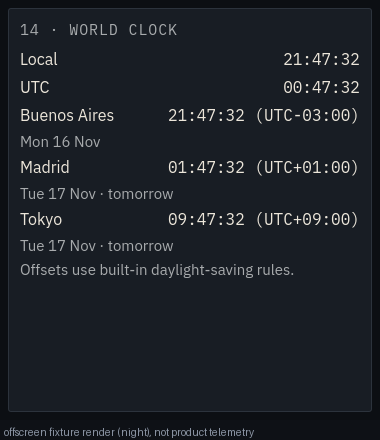 14 · WORLD CLOCK
Local 21:47:32
UTC 00:47:32
Buenos Aires 21:47:32 (UTC-03:00)
Mon 16 Nov
Madrid 01:47:32 (UTC+01:00)
Tue 17 Nov · tomorrow
Tokyo 09:47:32 (UTC+09:00)
Tue 17 Nov · tomorrow
Offsets use built-in daylight-saving rules.
offscreen fixture render (night), not product telemetry